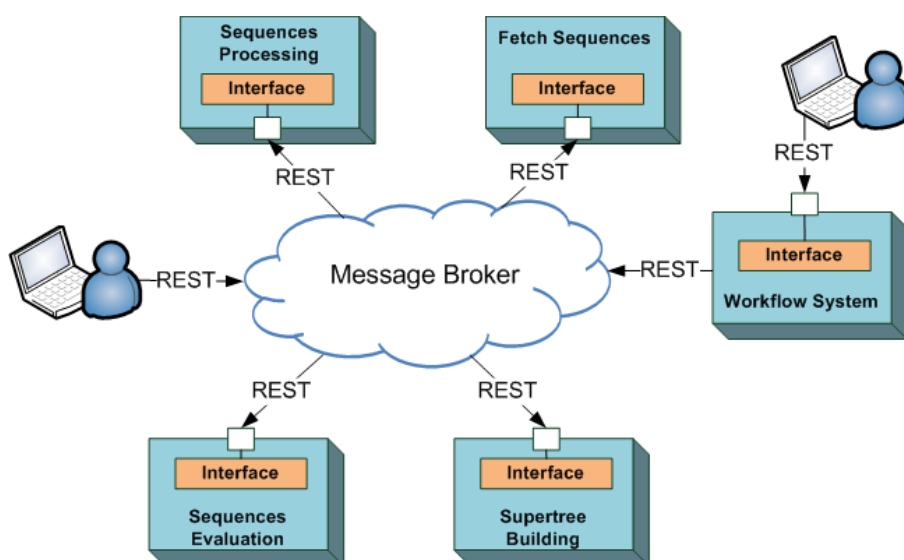 Sequences
Processing
Interface
Fetch Sequences
Interface
REST
REST
REST
Interface
Workflow System
Message Broker
REST
REST
REST
REST
Interface
Sequences
Evaluation
Interface
Supertree
Building